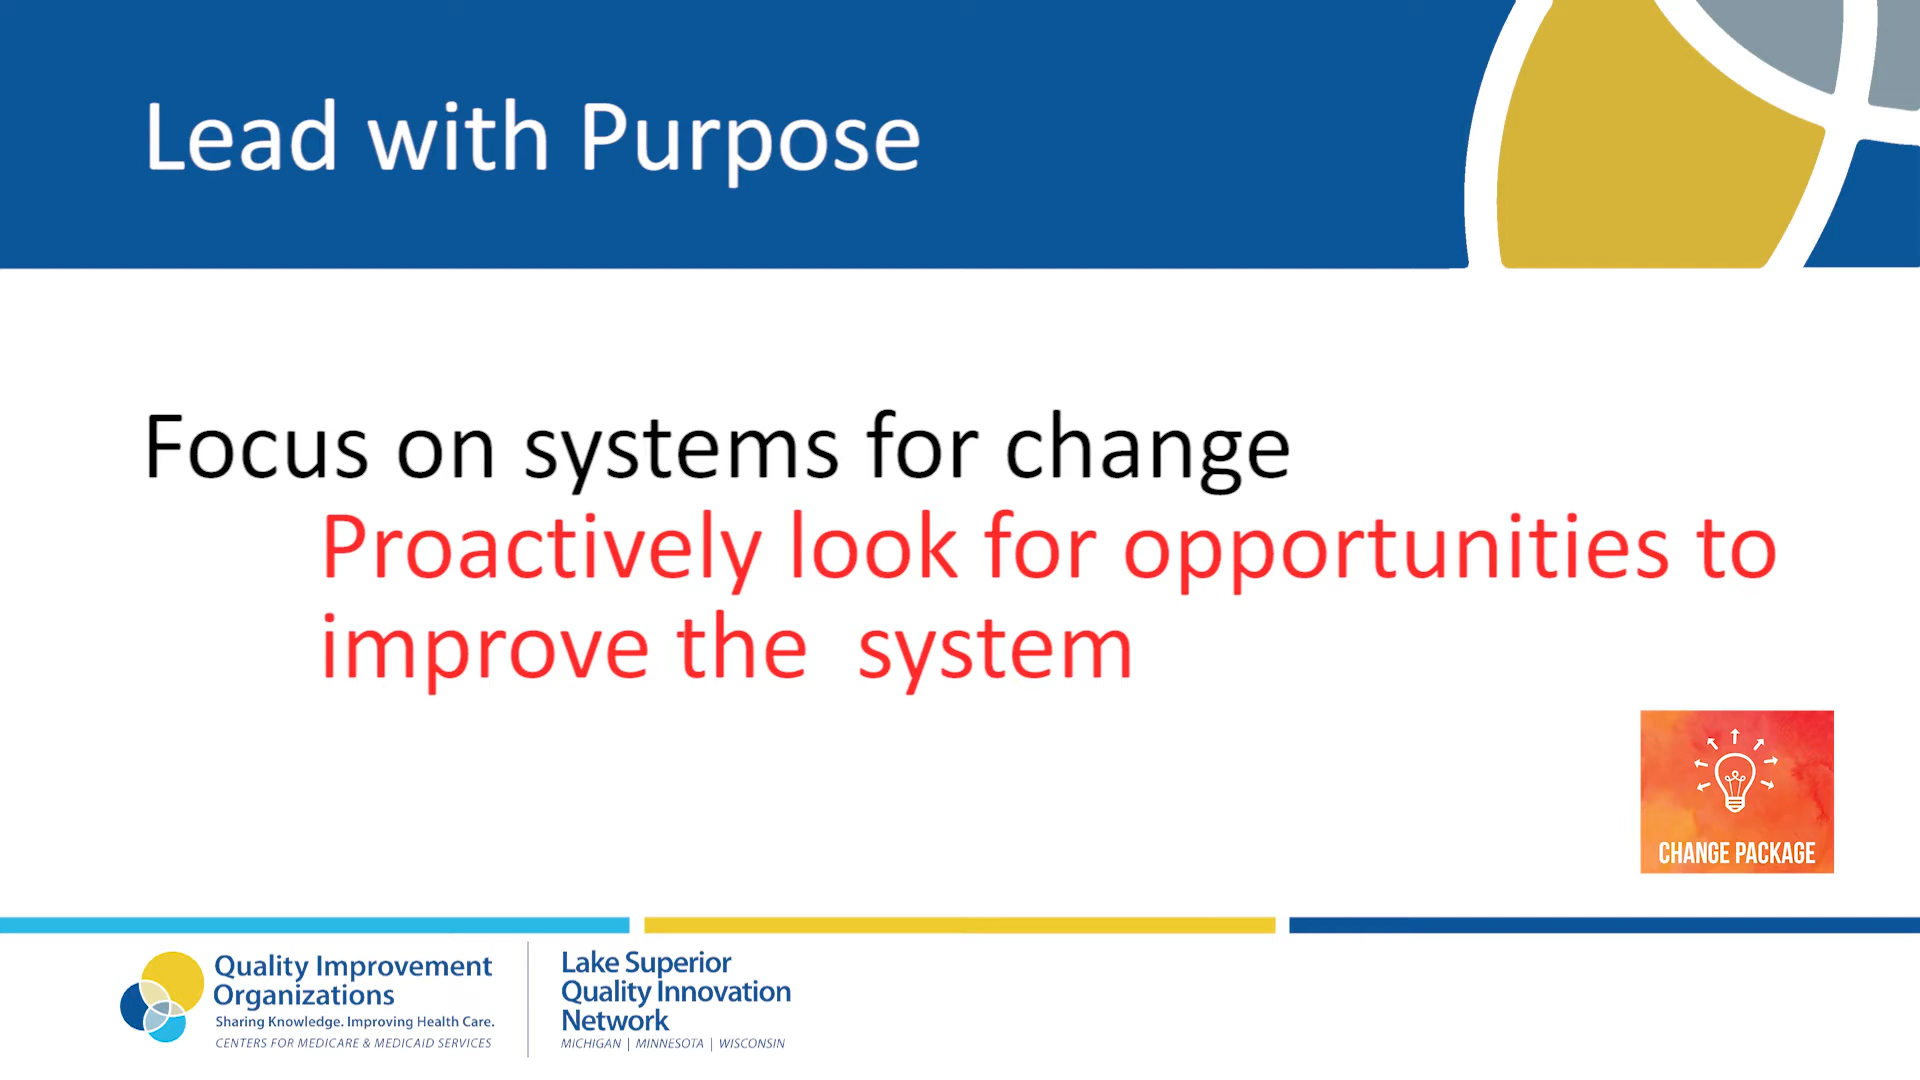 Lead with Purpose
Focus on systems for change
Proactively look for opportunities to
improve the  system
CHANGE PACKAGE
Quality Improvement
Organizations
Sharing Knowledge. Improving Health Care.
CENTERS FOR MEDICARE & MEDICAID SERVICES
Lake Superior
Quality Innovation
Network
MICHIGAN | MINNESOTA | WISCONSIN